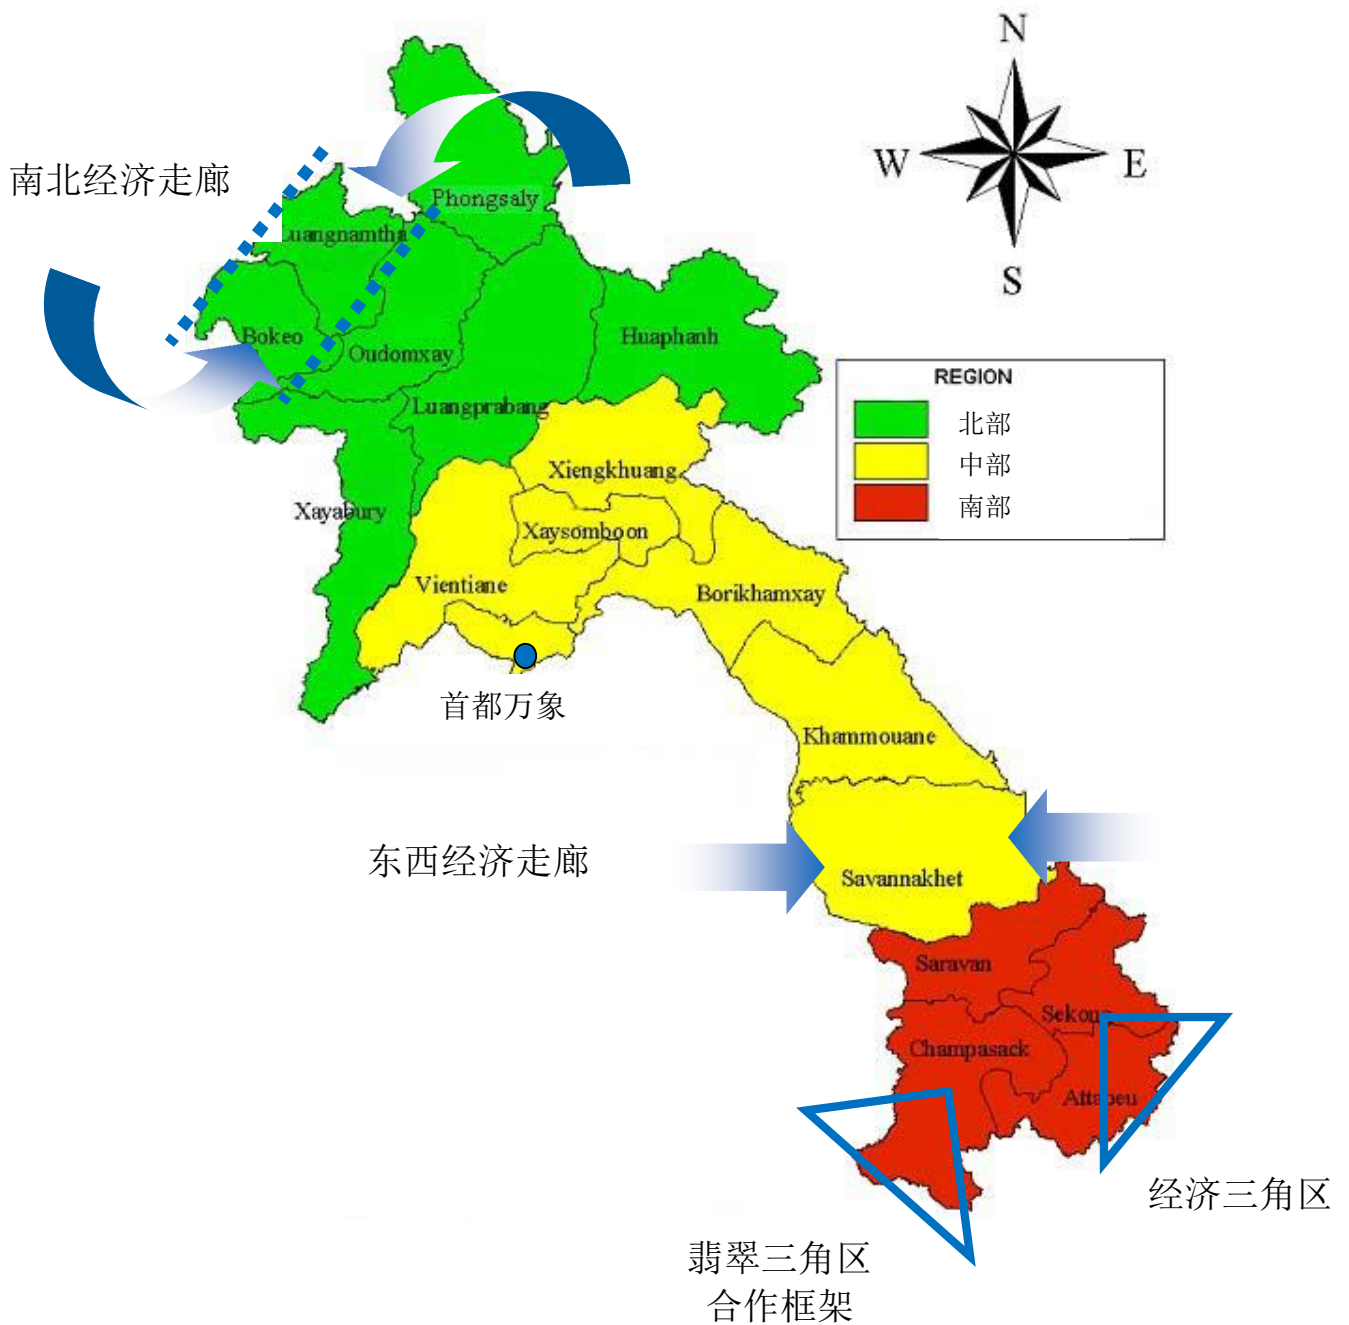 N
W
E
S
南北经济走廊
Phongsaly
Luangnamtha
Bokeo
Oudomxay
Huaphanh
Luangprabang
REGION
北部
中部
南部
Xiengkhuang
Xayabury
Xaysomboon
Vientiane
Borikhamxay
首都万象
Khammouane
东西经济走廊
Savannakhet
Saravan
Sekong
Champasack
Attapeu
经济三角区
翡翠三角区
合作框架